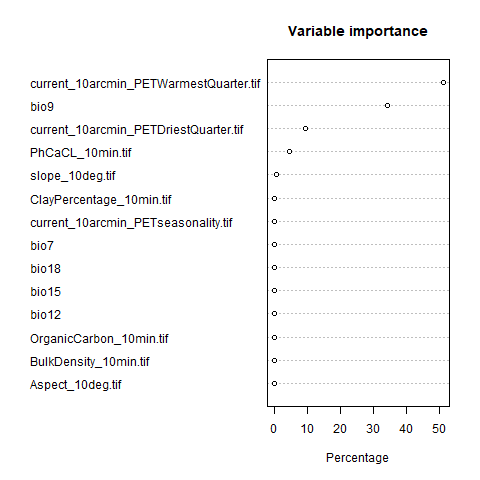 Variable importance
current_10arcmin_PETWarmestQuarter.tif
bio9
current_10arcmin_PETDriestQuarter.tif
PhCaCL_10min.tif
slope_10deg.tif
ClayPercentage_10min.tif
current_10arcmin_PETseasonality.tif
bio7
bio18
bio15
bio12
OrganicCarbon_10min.tif
BulkDensity_10min.tif
Aspect_10deg.tif
0 10 20 30 40 50
Percentage